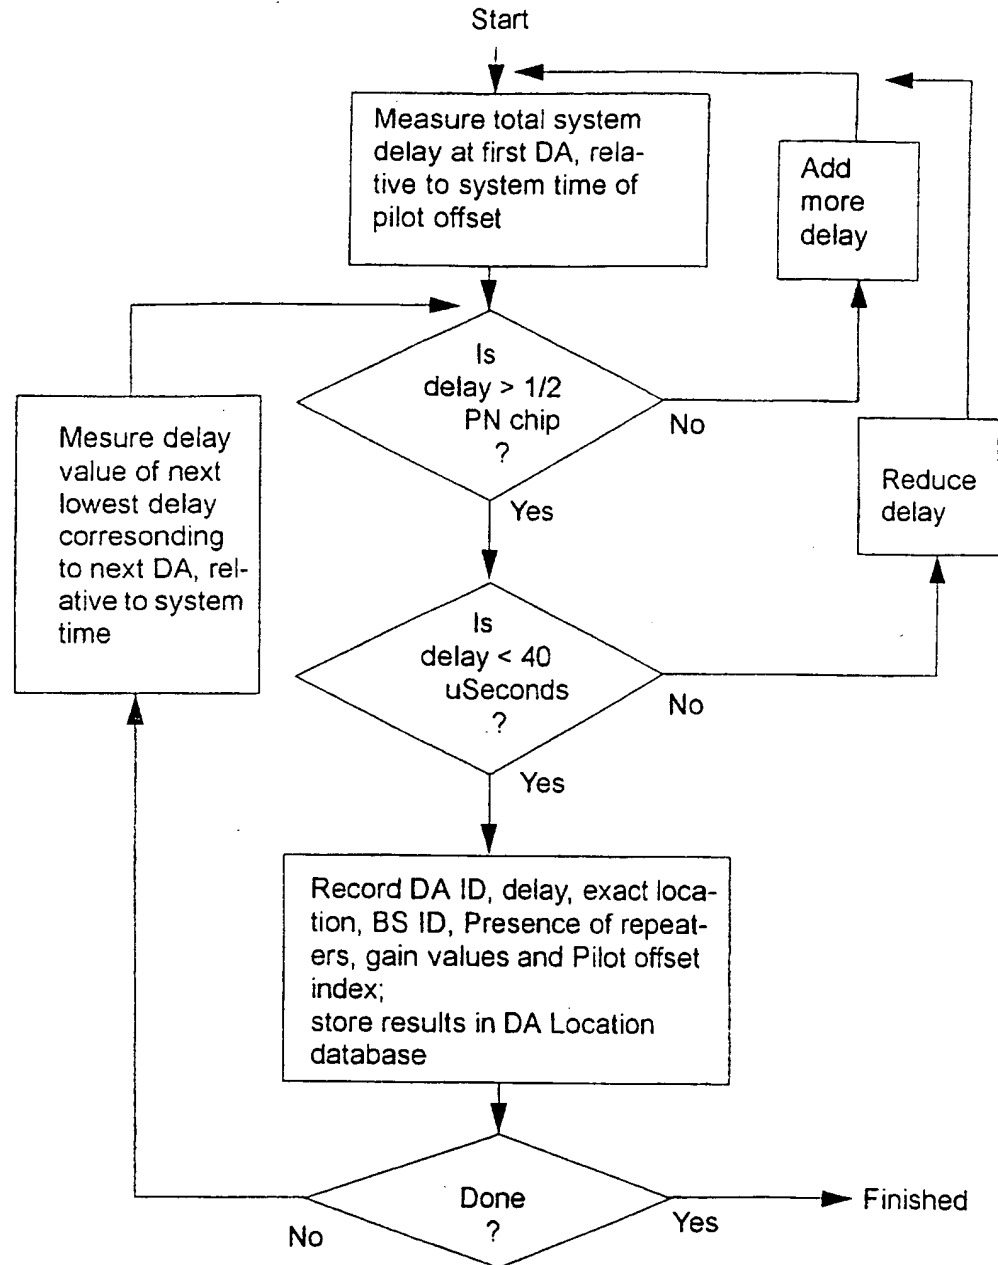 Start
Measure total system
delay at first DA, rela-
tive to system time of
pilot offset
Add
more
delay
Is
delay > 1/2
PN chip
?
No
Yes
Mesure delay
value of next
lowest delay
corresonding
to next DA, rel-
ative to system
time
Reduce
delay
Is
delay < 40
uSeconds
?
No
Yes
Record DA ID, delay, exact loca-
tion, BS ID, Presence of repeat-
ers, gain values and Pilot offset
index;
store results in DA Location
database
Done
?
No
Yes
Finished